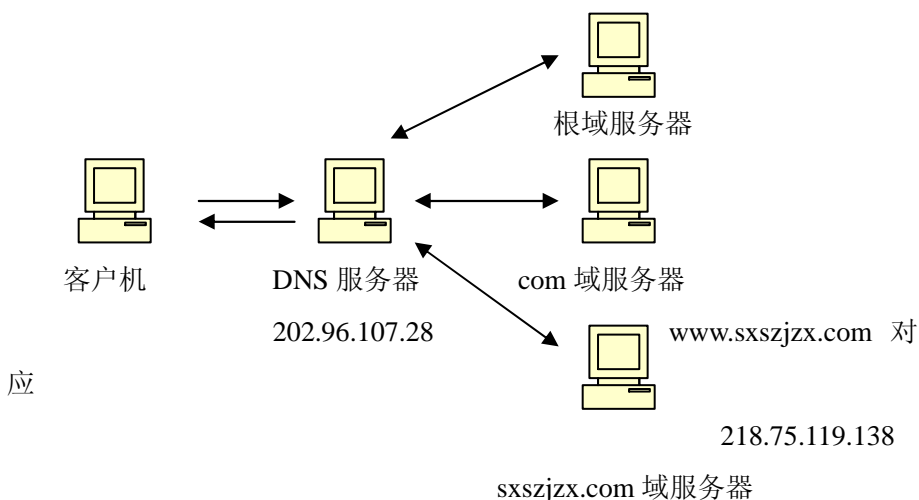 根域服务器
客户机 DNS 服务器 com 域服务器
202.96.107.28 www.sxszjzx.com 对
应
218.75.119.138
sxszjzx.com 域服务器